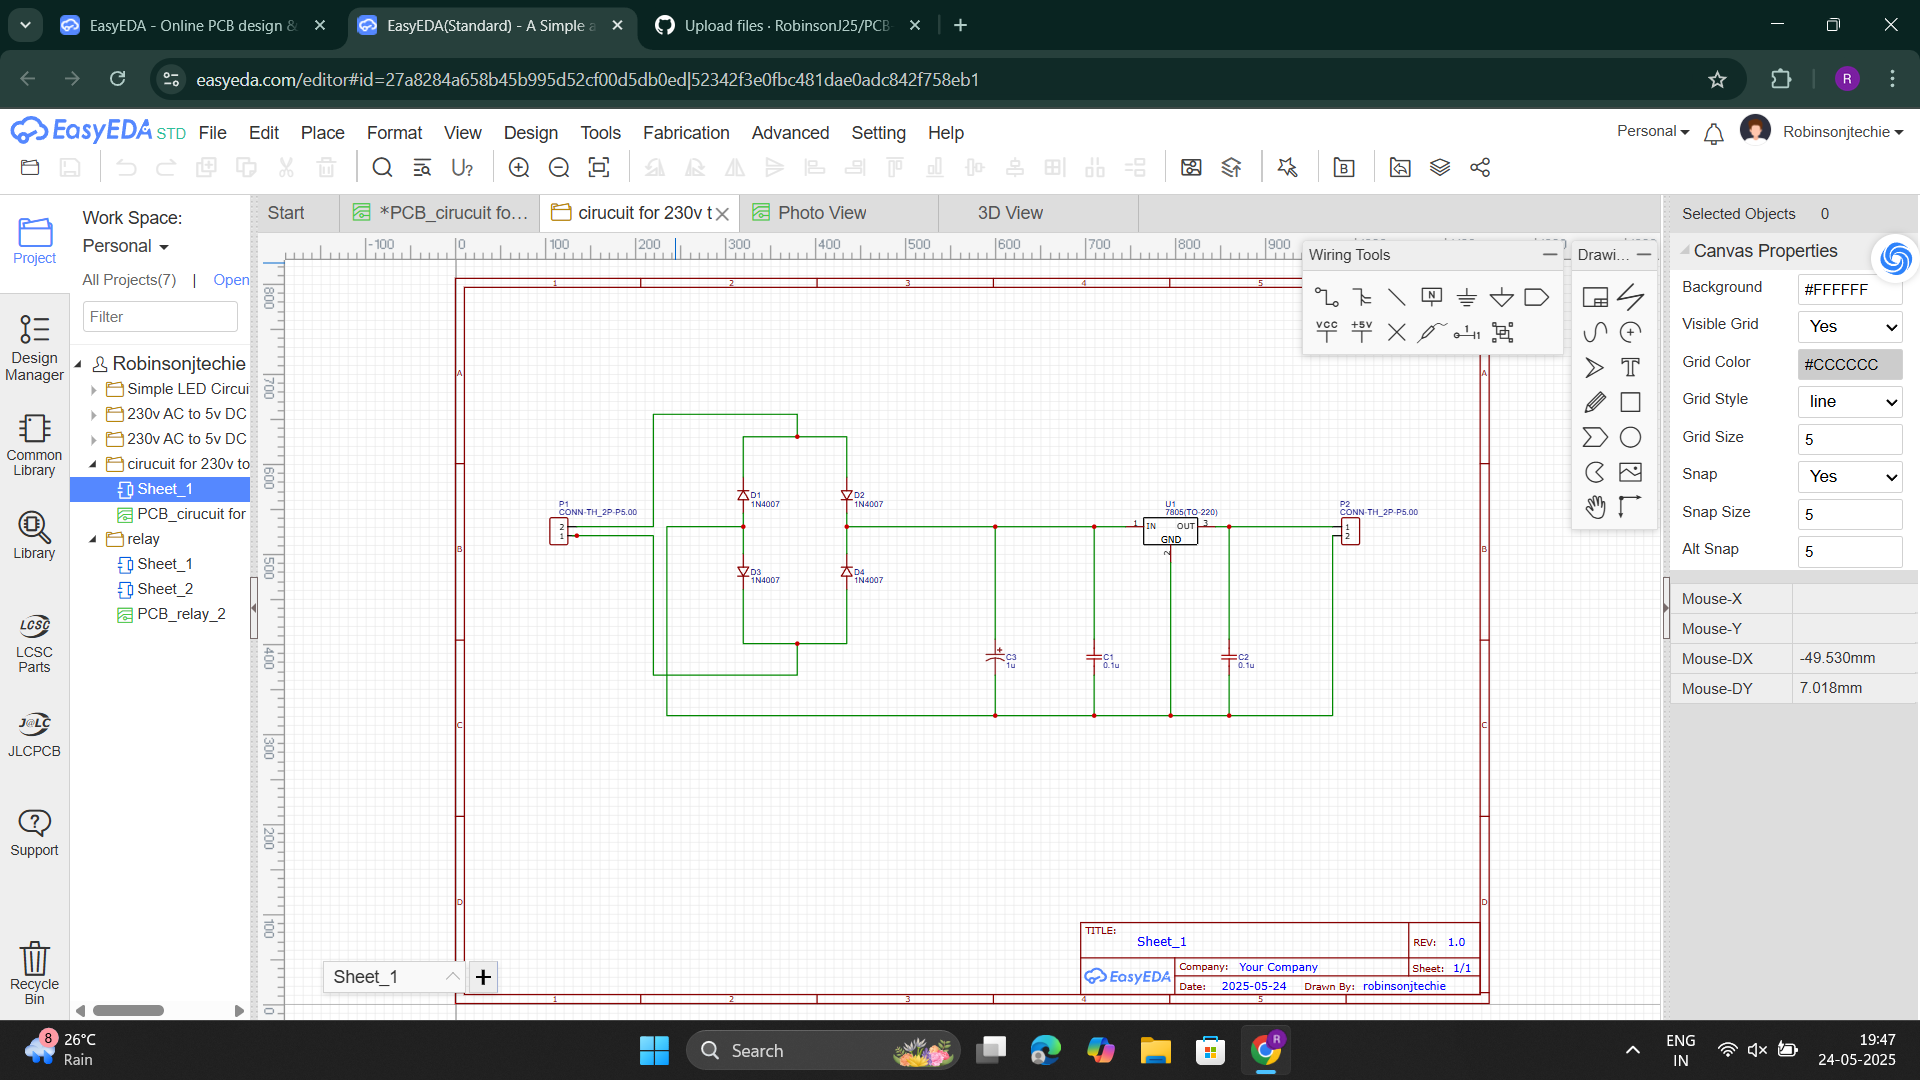 EasyEDA - Online PCB design &
EasyEDA(Standard) - A Simple a
Upload files · RobinsonJ25/PCB-
easyeda.com/editor#id=27a8284a658b45b995d52cf00d5db0ed|52342f3e0fbc481dae0adc842f758eb1
R
EasyEDA STD File Edit Place Format View Design Tools Fabrication Advanced Setting Help
Personal
Robinsonjtechie
Start
*PCB_cirucuit fo...
cirucuit for 230v t
Photo View
3D View
Project
Design Manager
Common Library
Library
LCSC
LCSC Parts
J@LC
JLCPCB
Support
Recycle Bin
Work Space:
Personal
All Projects(7) | Open
Filter
Robinsonjtechie
Simple LED Circui
230v AC to 5v DC
230v AC to 5v DC
cirucuit for 230v to
Sheet_1
PCB_cirucuit for
relay
Sheet_1
Sheet_2
PCB_relay_2
-100 0 100 200 300 400 500 600 700 800 900
800
700
600
500
400
300
200
100
0
1 2 3 4 5
A
B
C
D
A
B
C
D
P1
CONN-TH_2P-P5.00
2
1
D1
1N4007
D2
1N4007
D3
1N4007
D4
1N4007
C3
1u
C1
0.1u
C2
0.1u
U1
7805(TO-220)
1 IN OUT 3
GND
2
P2
CONN-TH_2P-P5.00
1
2
TITLE:
Sheet_1
REV: 1.0
EasyEDA
Company: Your Company
Sheet: 1/1
Date: 2025-05-24 Drawn By: robinsonjtechie
1 2 3 4 5
Sheet_1
Wiring Tools
N
VCC +5V
Drawi...
T
Selected Objects 0
Canvas Properties
Background #FFFFFF
Visible Grid Yes
Grid Color #CCCCCC
Grid Style line
Grid Size 5
Snap Yes
Snap Size 5
Alt Snap 5
Mouse-X
Mouse-Y
Mouse-DX -49.530mm
Mouse-DY 7.018mm
8
26°C
Rain
Search
R
ENG
IN
19:47
24-05-2025